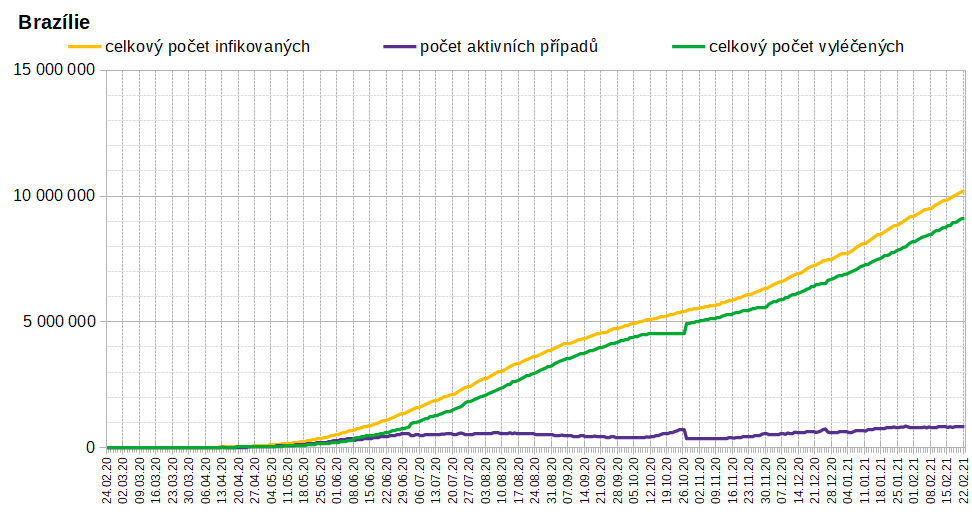 Brazílie
celkový počet infikovaných počet aktivních případů celkový počet vyléčených
15 000 000
10 000 000
5 000 000
0
24.02.20 02.03.20 09.03.20 16.03.20 23.03.20 30.03.20 06.04.20 13.04.20 20.04.20 27.04.20 04.05.20 11.05.20 18.05.20 25.05.20 01.06.20 08.06.20 15.06.20 22.06.20 29.06.20 06.07.20 13.07.20 20.07.20 27.07.20 03.08.20 10.08.20 17.08.20 24.08.20 31.08.20 07.09.20 14.09.20 21.09.20 28.09.20 05.10.20 12.10.20 19.10.20 26.10.20 02.11.20 09.11.20 16.11.20 23.11.20 30.11.20 07.12.20 14.12.20 21.12.20 28.12.20 04.01.21 11.01.21 18.01.21 25.01.21 01.02.21 08.02.21 15.02.21 22.02.21